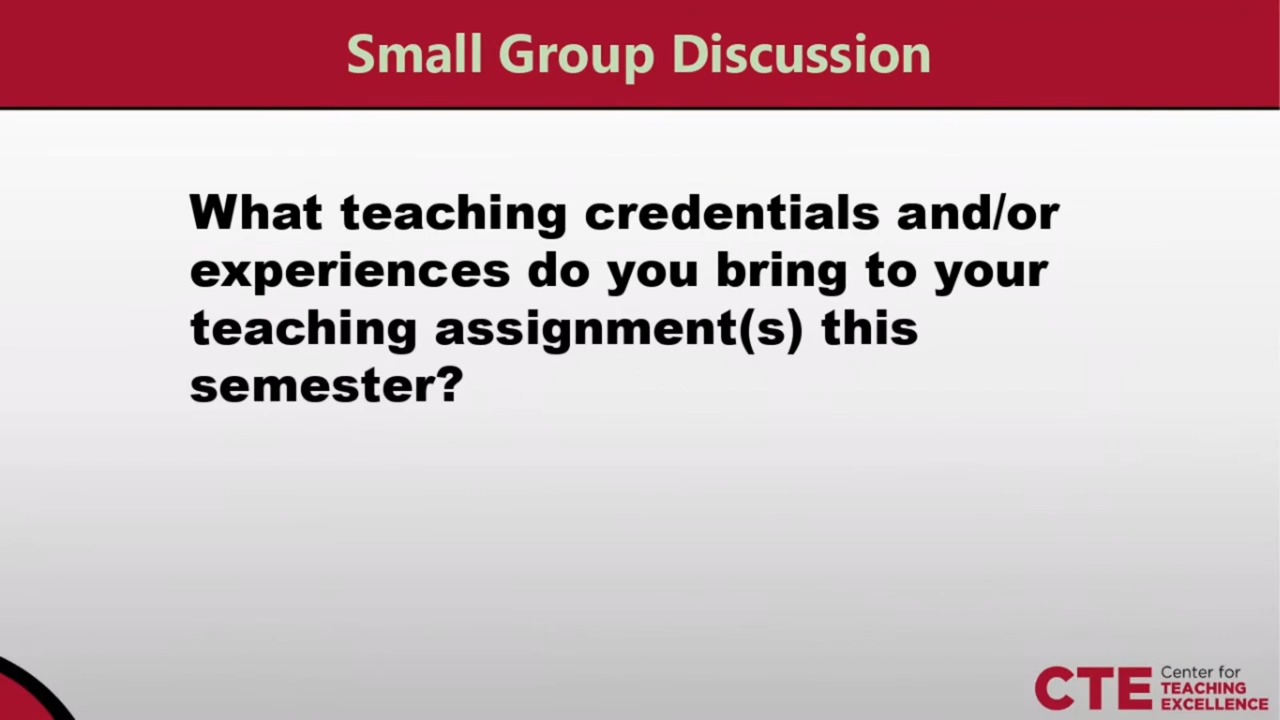 Small Group Discussion
What teaching credentials and/or
experiences do you bring to your
teaching assignment(s) this
semester?
CTE
Center for
TEACHING
EXCELLENCE